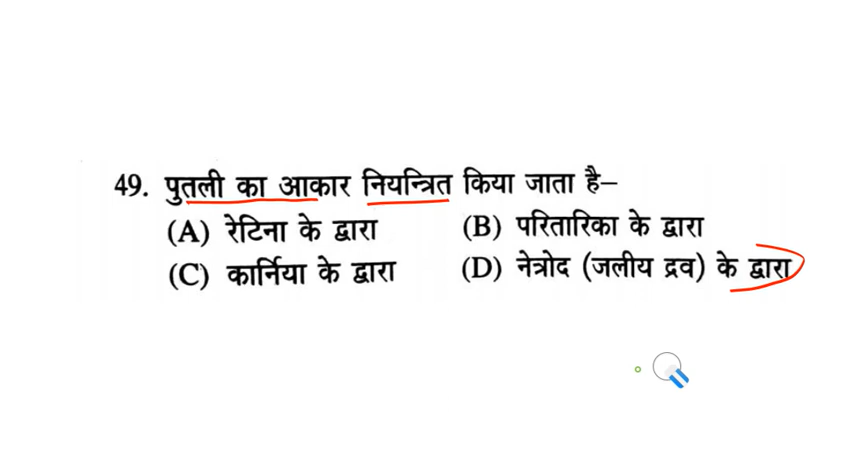 49. पुतली का आकार नियन्त्रित किया जाता है–
(A) रेटिना के द्वारा (B) परितारिका के द्वारा
(C) कार्निया के द्वारा (D) नेत्रोद (जलीय द्रव) के द्वारा